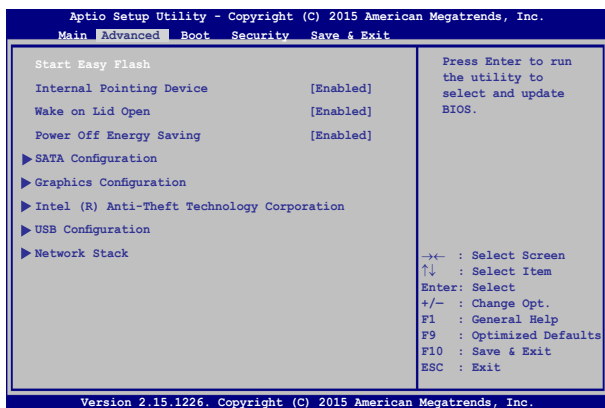 Aptio Setup Utility - Copyright (C) 2015 American Megatrends, Inc.
Main Advanced Boot Security Save & Exit
Start Easy Flash
Internal Pointing Device [Enabled]
Wake on Lid Open [Enabled]
Power Off Energy Saving [Enabled]
SATA Configuration
Graphics Configuration
Intel (R) Anti-Theft Technology Corporation
USB Configuration
Network Stack
Press Enter to run
the utility to
select and update
BIOS.
→← : Select Screen
↑↓ : Select Item
Enter: Select
+/— : Change Opt.
F1 : General Help
F9 : Optimized Defaults
F10 : Save & Exit
ESC : Exit
Version 2.15.1226. Copyright (C) 2015 American Megatrends, Inc.